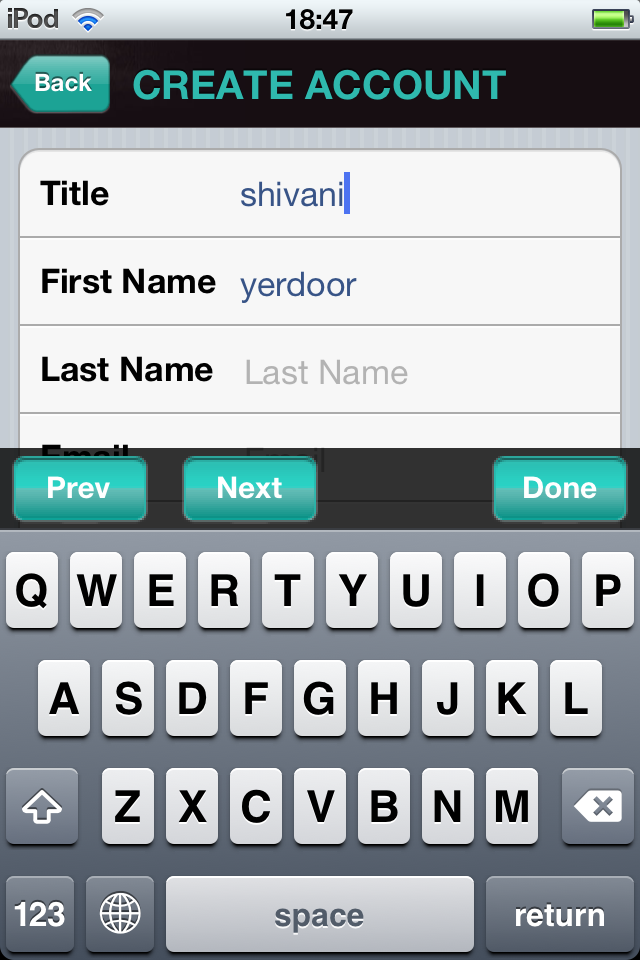 iPod 18:47
Back CREATE ACCOUNT
Title shivani
First Name yerdoor
Last Name Last Name
Email Email
Prev Next Done
Q W E R T Y U I O P
A S D F G H J K L
Z X C V B N M
123 space return